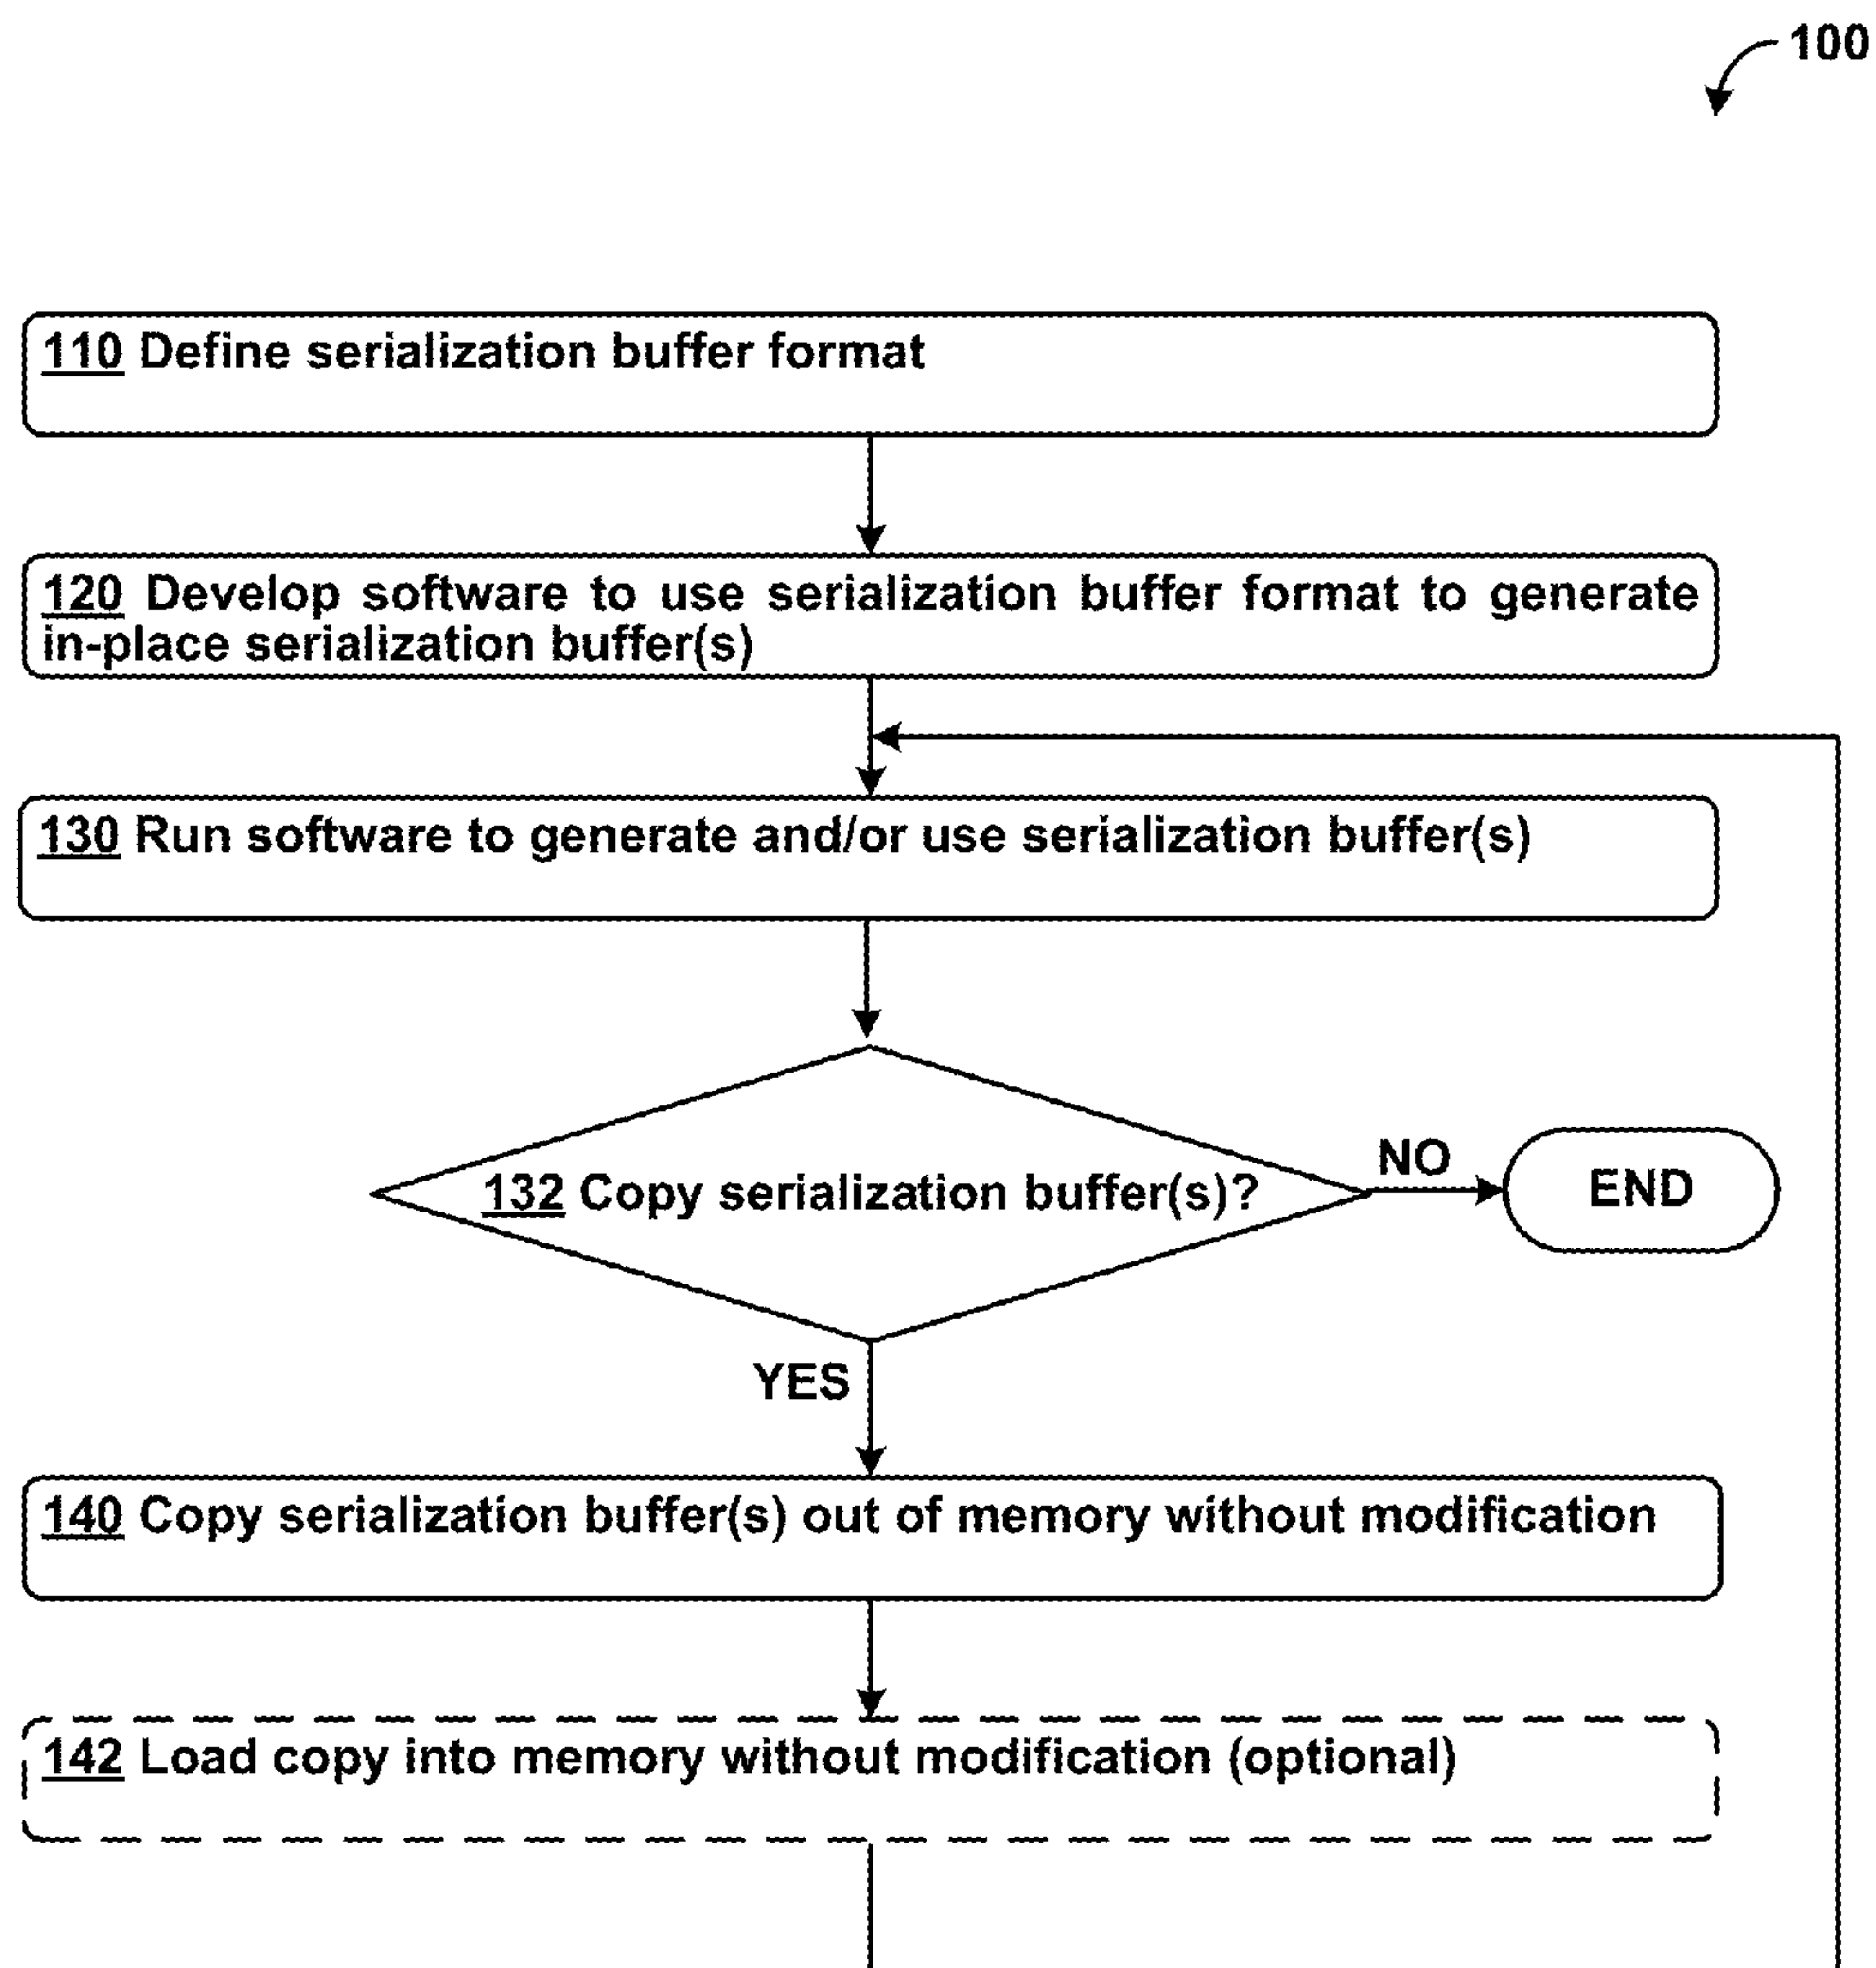 100
110 Define serialization buffer format
120 Develop software to use serialization buffer format to generate
in-place serialization buffer(s)
130 Run software to generate and/or use serialization buffer(s)
132 Copy serialization buffer(s)?
NO
END
YES
140 Copy serialization buffer(s) out of memory without modification
142 Load copy into memory without modification (optional)